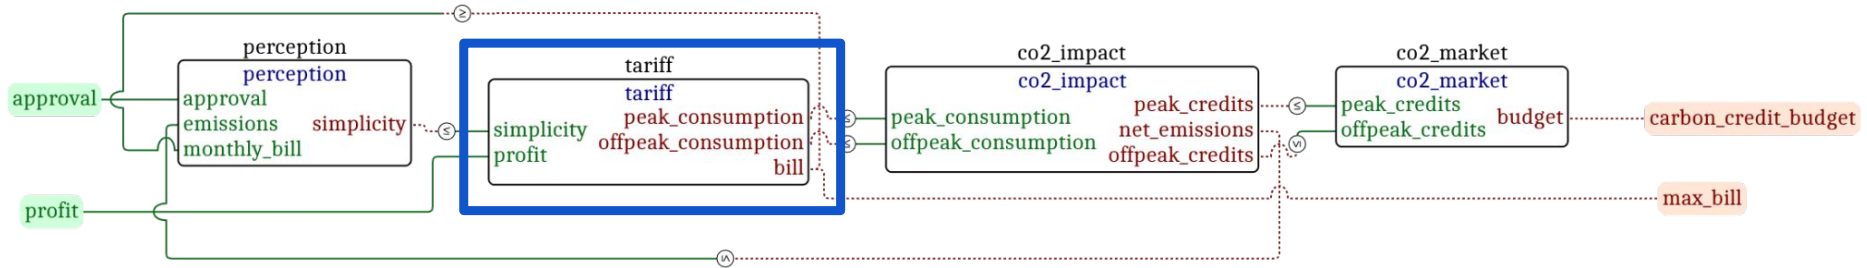 approval
profit
perception
perception
approval
emissions
monthly_bill
simplicity
tariff
tariff
simplicity
profit
peak_consumption
offpeak_consumption
bill
co2_impact
co2_impact
peak_consumption
offpeak_consumption
peak_credits
net_emissions
offpeak_credits
co2_market
co2_market
peak_credits
offpeak_credits
budget
carbon_credit_budget
max_bill
≥
≤
≤
≤
≤
≤
≤